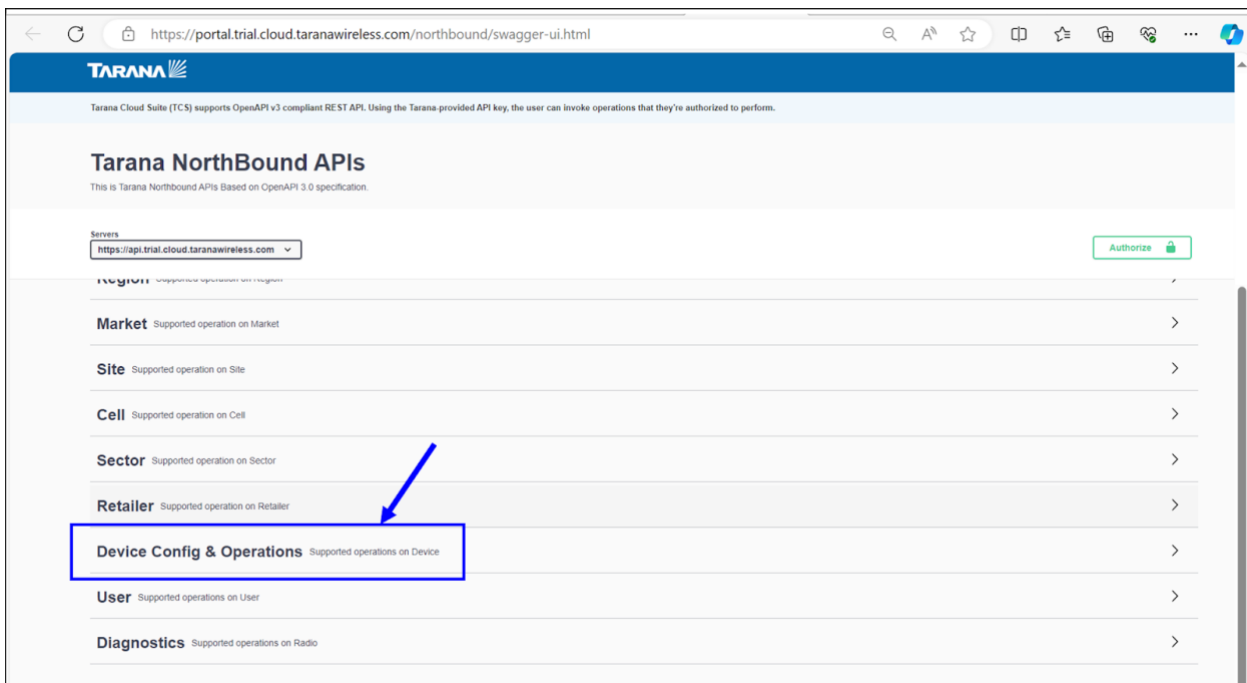 https://portal.trial.cloud.taranawireless.com/northbound/swagger-ui.html
TARANA
Tarana Cloud Suite (TCS) supports OpenAPI v3 compliant REST API. Using the Tarana-provided API key, the user can invoke operations that they're authorized to perform.
Tarana NorthBound APIs
This is Tarana Northbound APIs Based on OpenAPI 3.0 specification.
Servers
https://api.trial.cloud.taranawireless.com
Authorize
Region Supported operation on Region
Market Supported operation on Market
Site Supported operation on Site
Cell Supported operation on Cell
Sector Supported operation on Sector
Retailer Supported operation on Retailer
Device Config & Operations Supported operations on Device
User Supported operations on User
Diagnostics Supported operations on Radio